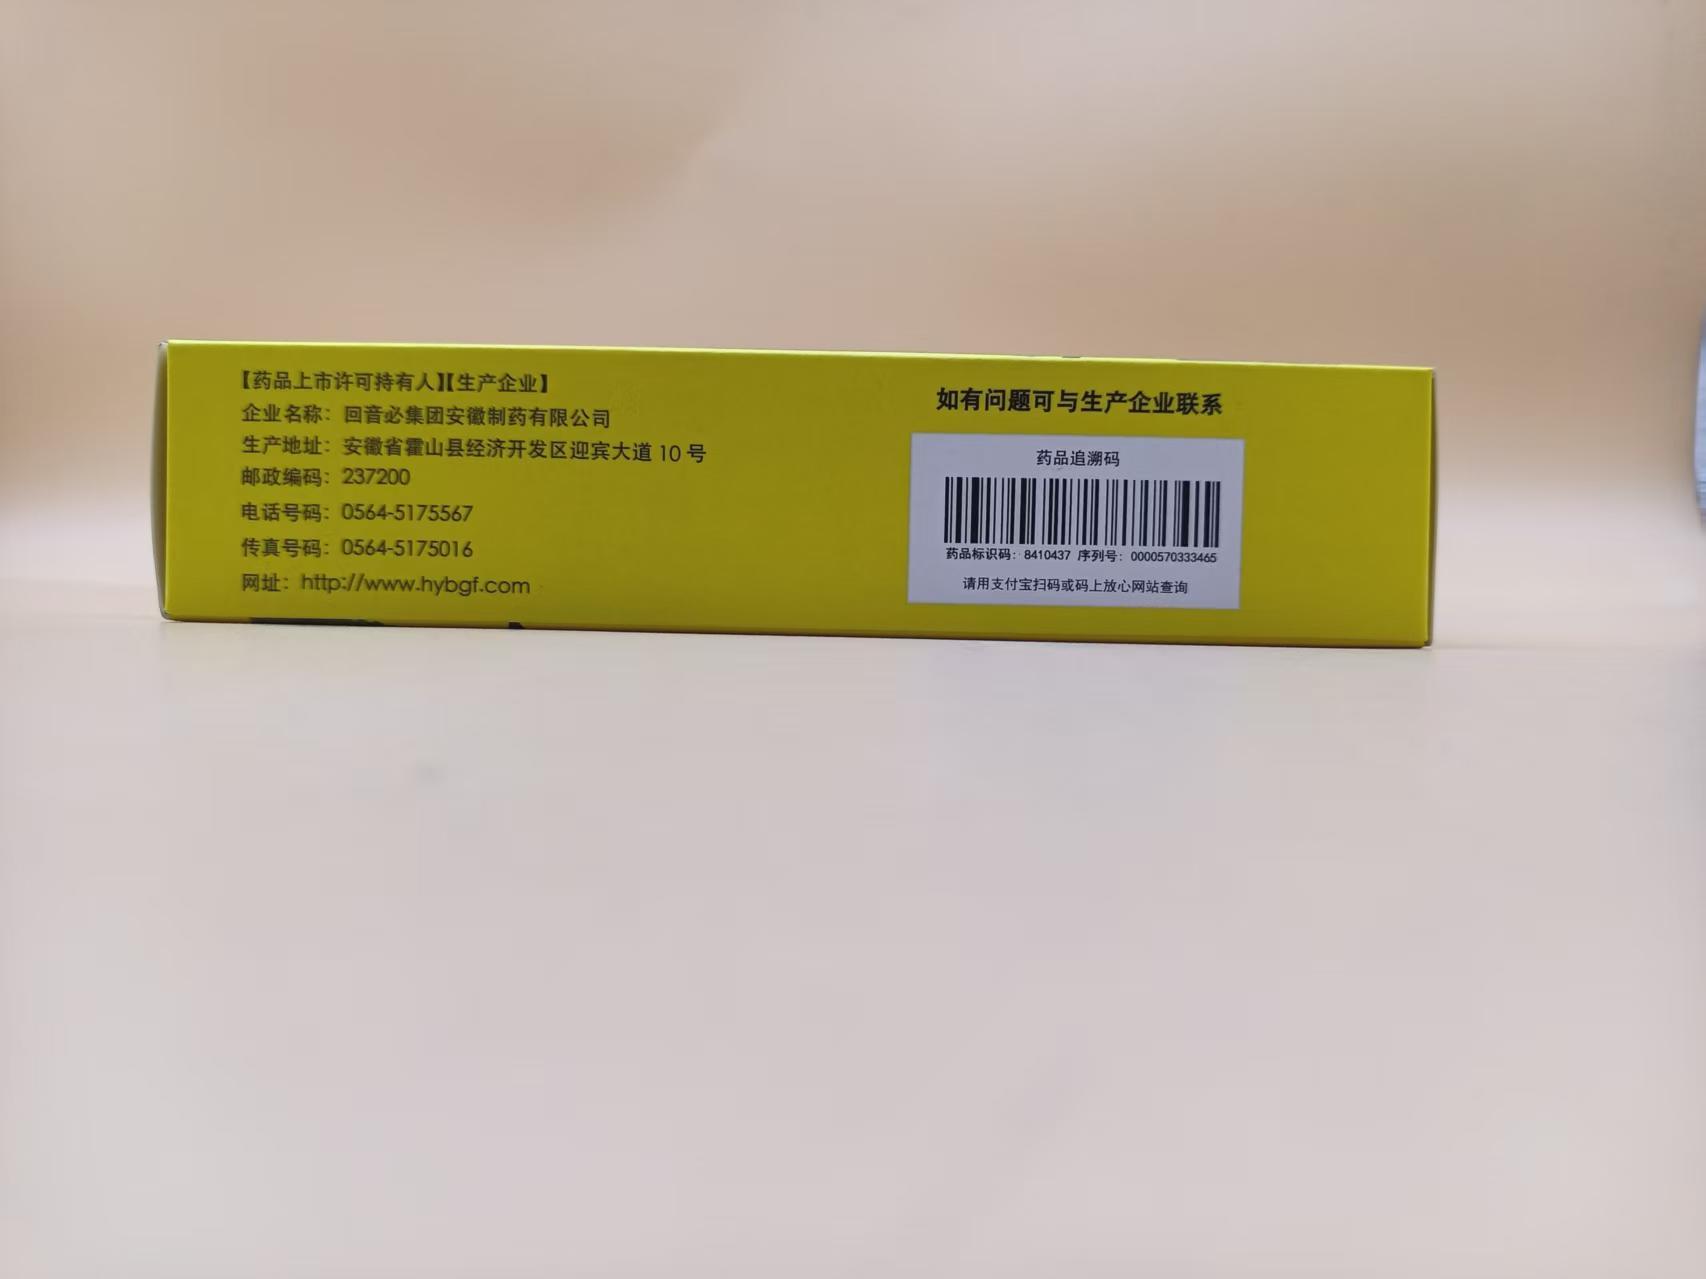 【药品上市许可持有人】【生产企业】
企业名称：回音必集团安徽制药有限公司
生产地址：安徽省霍山县经济开发区迎宾大道 10 号
邮政编码：237200
电话号码：0564-5175567
传真号码：0564-5175016
网址：http://www.hybgf.com
如有问题可与生产企业联系
药品追溯码
药品标识码：8410437 序列号：0000570333465
请用支付宝扫码或码上放心网站查询